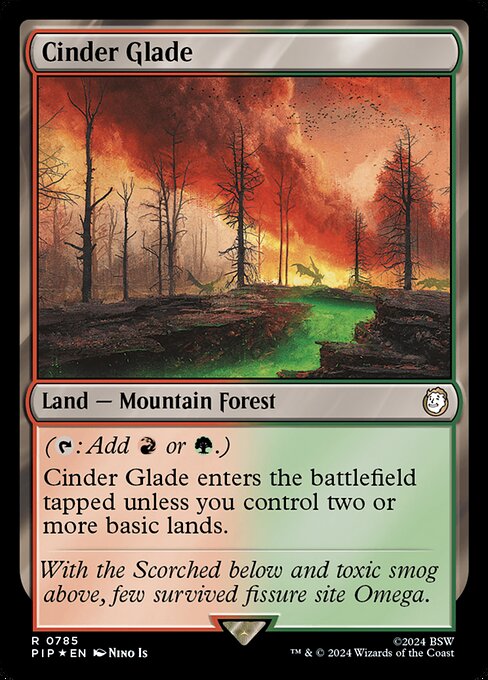 Cinder Glade
Land — Mountain Forest
(: Add or .)
Cinder Glade enters the battlefield
tapped unless you control two or
more basic lands.
With the Scorched below and toxic smog
above, few survived fissure site Omega.
R 0785
PIP★EN Nino Is
©2024 BSW
™ & © 2024 Wizards of the Coast